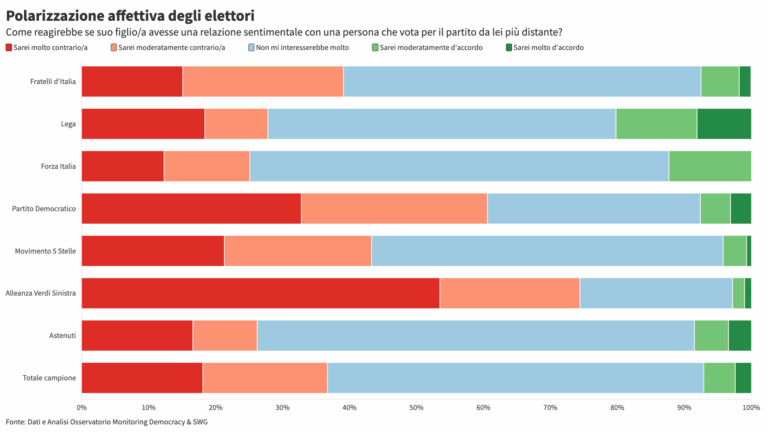 Polarizzazione affettiva degli elettori
Come reagirebbe se suo figlio/a avesse una relazione sentimentale con una persona che vota per il partito da lei più distante?
Sarei molto contrario/a Sarei moderatamente contrario/a Non mi interesserebbe molto Sarei moderatamente d'accordo Sarei molto d'accordo
Fratelli d'Italia
Lega
Forza Italia
Partito Democratico
Movimento 5 Stelle
Alleanza Verdi Sinistra
Astenuti
Totale campione
0% 10% 20% 30% 40% 50% 60% 70% 80% 90% 100%
Fonte: Dati e Analisi Osservatorio Monitoring Democracy & SWG